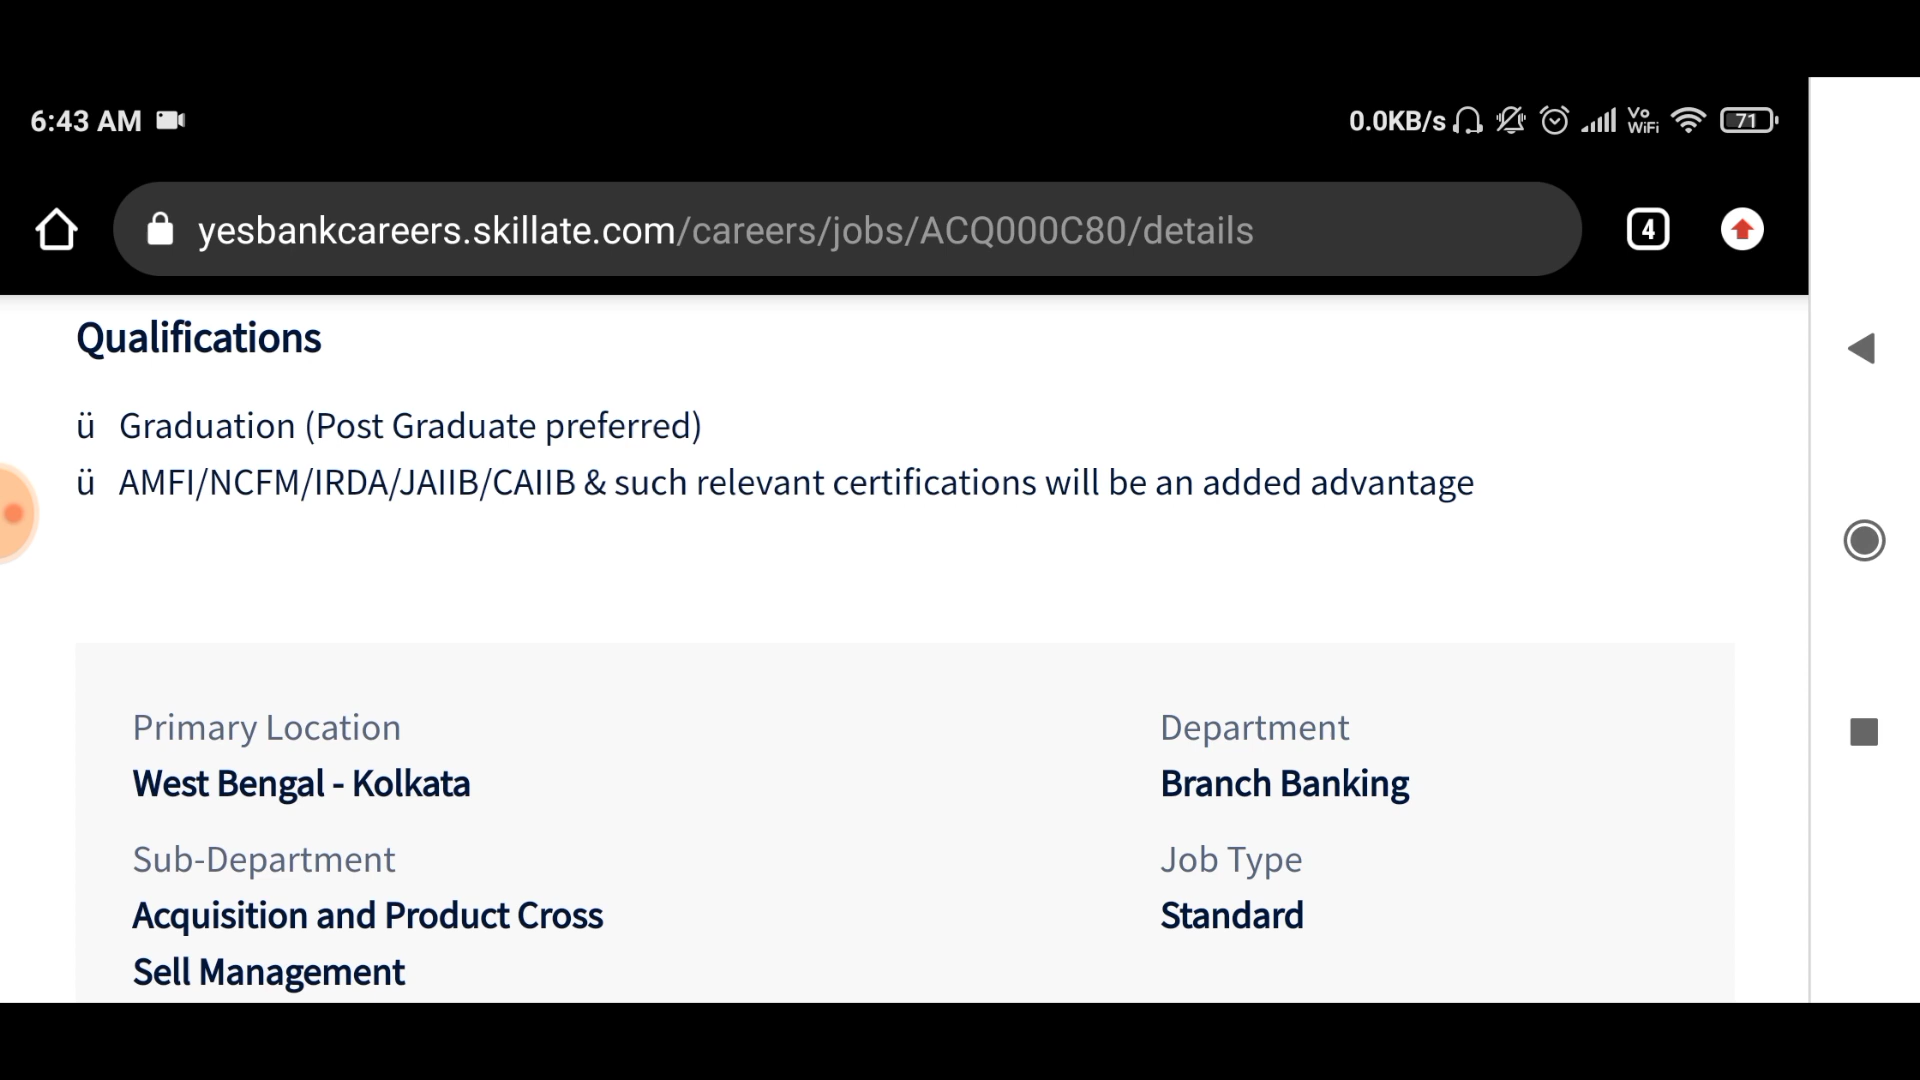 6:43 AM
0.0KB/s
Vo
WiFi
71
yesbankcareers.skillate.com/careers/jobs/ACQ000C80/details
4
Qualifications
ü Graduation (Post Graduate preferred)
ü AMFI/NCFM/IRDA/JAIIB/CAIIB & such relevant certifications will be an added advantage
Primary Location
West Bengal - Kolkata
Department
Branch Banking
Sub-Department
Acquisition and Product Cross
Sell Management
Job Type
Standard